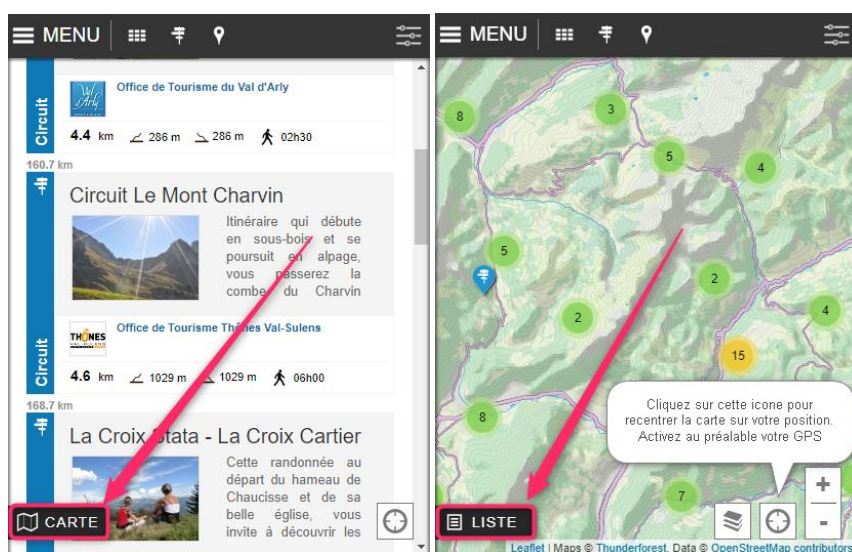 MENU
Office de Tourisme du Val d'Arly
Val d'Arly
Circuit
4.4 km 286 m 286 m 02h30
160.7 km
Circuit Le Mont Charvin
Itinéraire qui débute
en sous-bois et se
poursuit en alpage,
vous passerez la
combe du Charvin
Office de Tourisme Thônes Val-Sulens
THONES
VAL-SULENS
Circuit
4.6 km 1029 m 1029 m 06h00
168.7 km
La Croix Stata - La Croix Cartier
Cette randonnée au
départ du hameau de
Chaucisse et de sa
belle église, vous
invite à découvrir les
CARTE
MENU
8
3
5
4
5
2
2
4
15
8
7
Cliquez sur cette icone pour
recentrer la carte sur votre position.
Activez au préalable votre GPS
+
-
LISTE
Leaflet | Maps © Thunderforest, Data © OpenStreetMap contributors